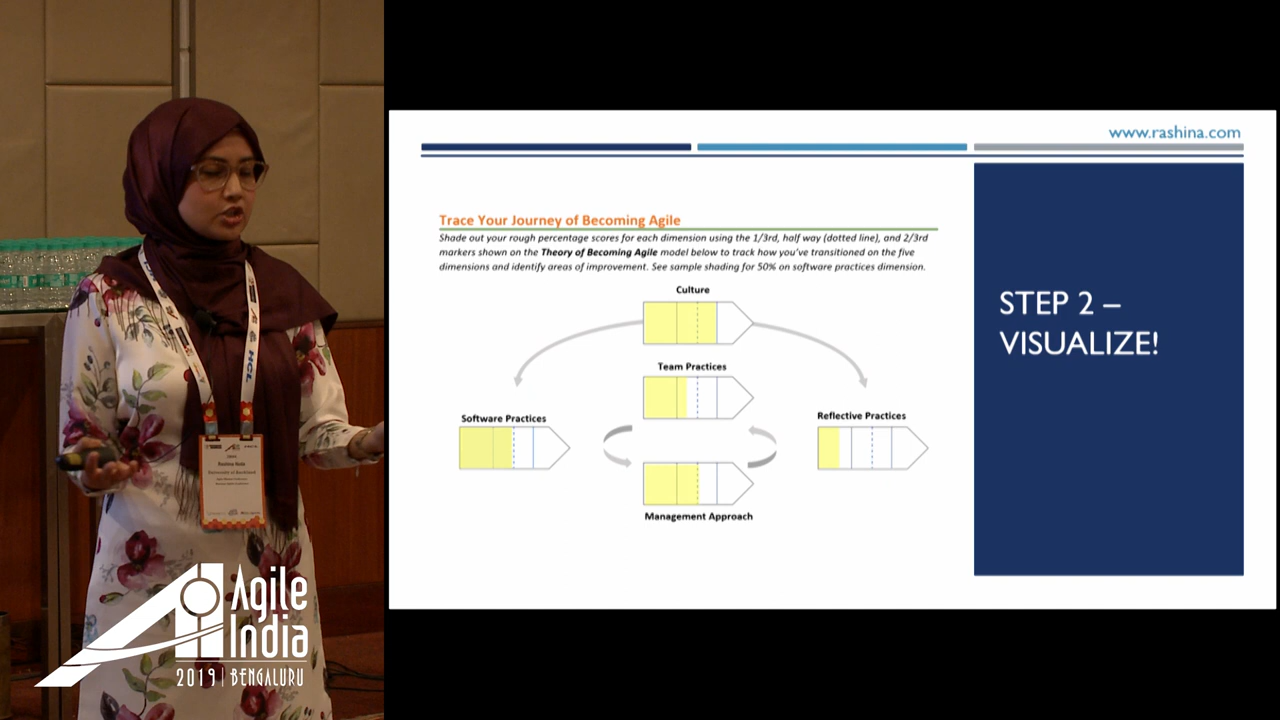 www.rashina.com
Trace Your Journey of Becoming Agile
Shade out your rough percentage scores for each dimension using the 1/3rd, half way (dotted line), and 2/3rd
markers shown on the Theory of Becoming Agile model below to track how you've transitioned on the five
dimensions and identify areas of improvement. See sample shading for 50% on software practices dimension.
Culture
Team Practices
Software Practices
Reflective Practices
Management Approach
STEP 2 –
VISUALIZE!
HCL
Agile
India
2019 | BENGALURU